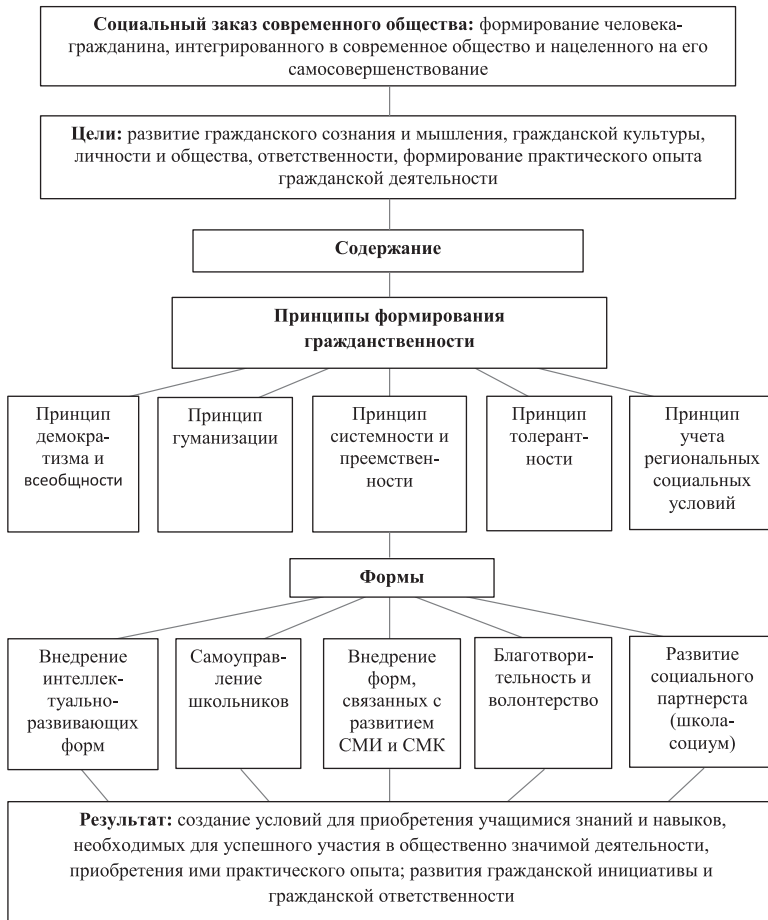 Социальный заказ современного общества: формирование человека-
гражданина, интегрированного в современное общество и нацеленного на его
самосовершенствование
Цели: развитие гражданского сознания и мышления, гражданской культуры,
личности и общества, ответственности, формирование практического опыта
гражданской деятельности
Содержание
Принципы формирования
гражданственности
Принцип
демокра-
тизма и
всеобщности
Принцип
гуманизации
Принцип
системности и
преемствен-
ности
Принцип
толерант-
ности
Принцип
учета
региональных
социальных
условий
Формы
Внедрение
интеллек-
туально-
развивающих
форм
Самоуправ-
ление
школьников
Внедрение
форм,
связанных с
развитием
СМИ и СМК
Благотвори-
тельность и
волонтерство
Развитие
социального
партнерста
(школа-
социум)
Результат: создание условий для приобретения учащимися знаний и навыков,
необходимых для успешного участия в общественно значимой деятельности,
приобретения ими практического опыта; развития гражданской инициативы и
гражданской ответственности